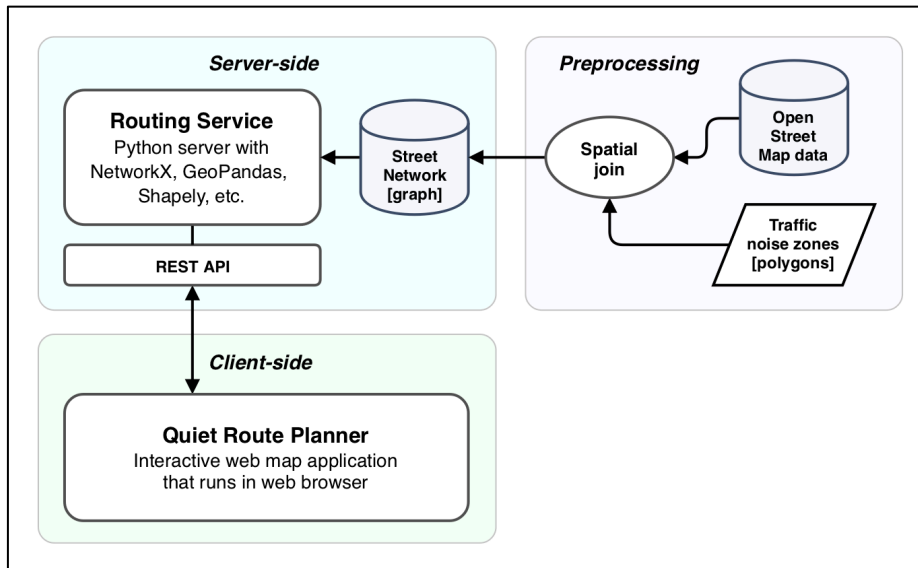 Server-side
Routing Service
Python server with
NetworkX, GeoPandas,
Shapely, etc.
REST API
Street
Network
[graph]
Preprocessing
Spatial
join
Open
Street
Map data
Traffic
noise zones
[polygons]
Client-side
Quiet Route Planner
Interactive web map application
that runs in web browser